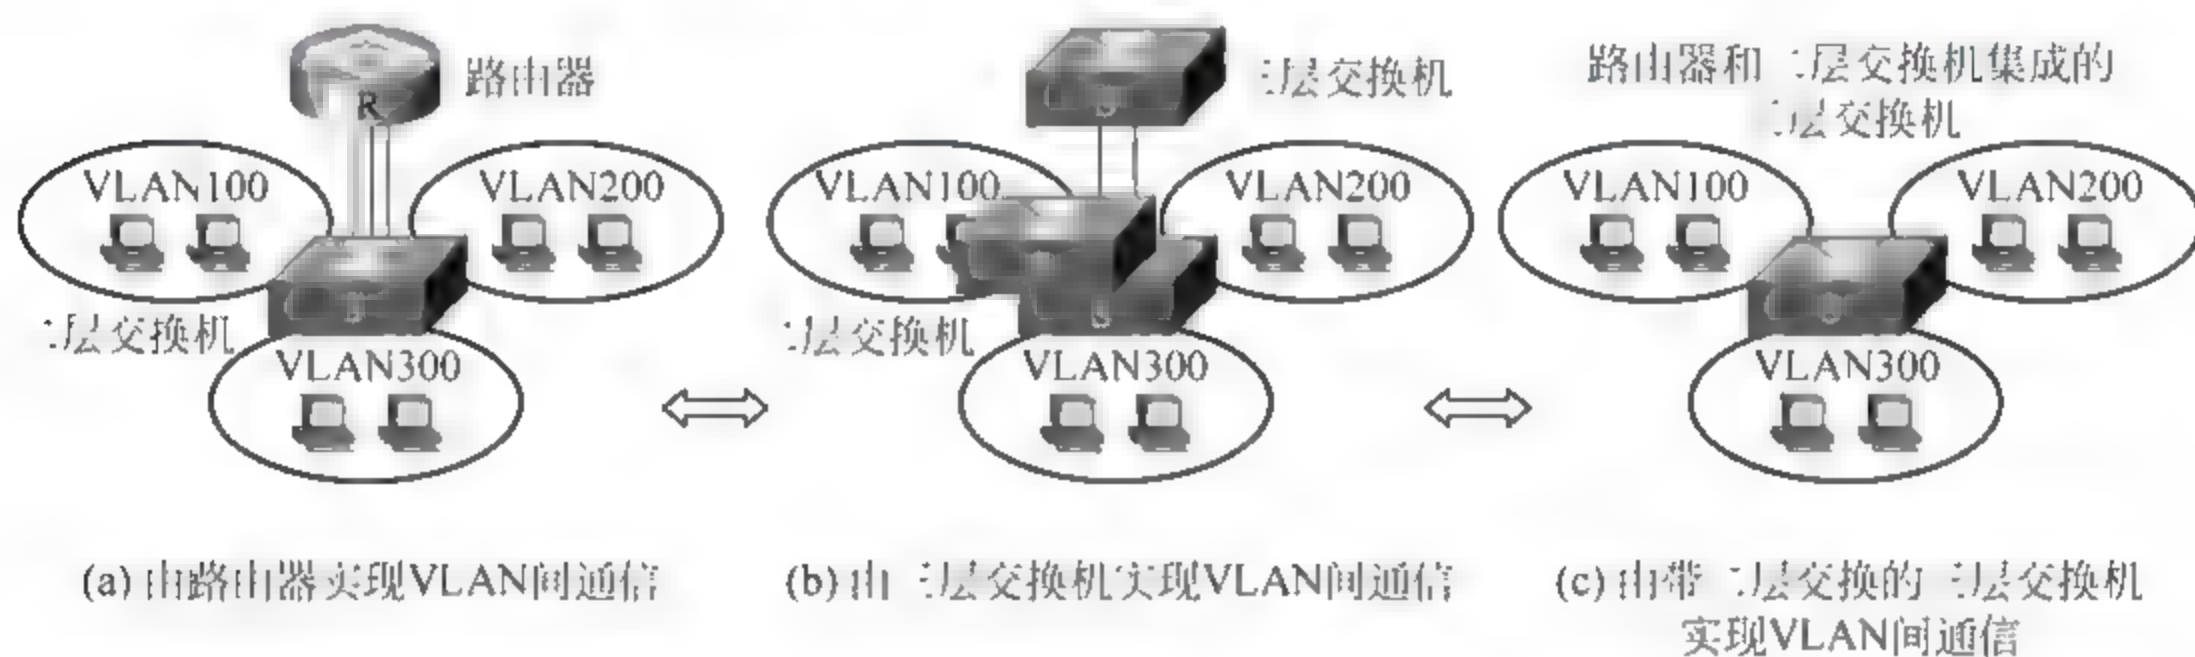 路由器
R
VLAN100
VLAN200
二层交换机
VLAN300
(a) 由路由器实现VLAN间通信
三层交换机
VLAN100
VLAN200
二层交换机
VLAN300
(b) 由三层交换机实现VLAN间通信
路由器和二层交换机集成的
三层交换机
VLAN100
VLAN200
VLAN300
(c) 由带二层交换的三层交换机
实现VLAN间通信